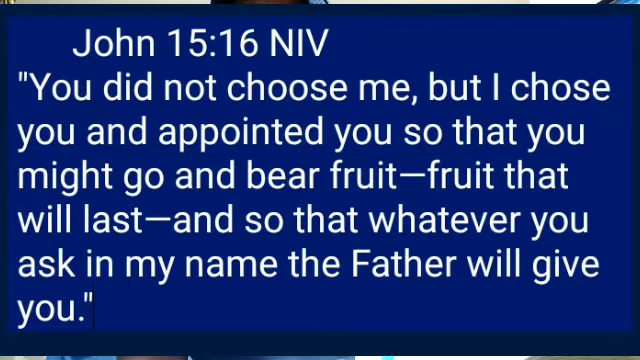 John 15:16 NIV
"You did not choose me, but I chose
you and appointed you so that you
might go and bear fruit—fruit that
will last—and so that whatever you
ask in my name the Father will give
you."